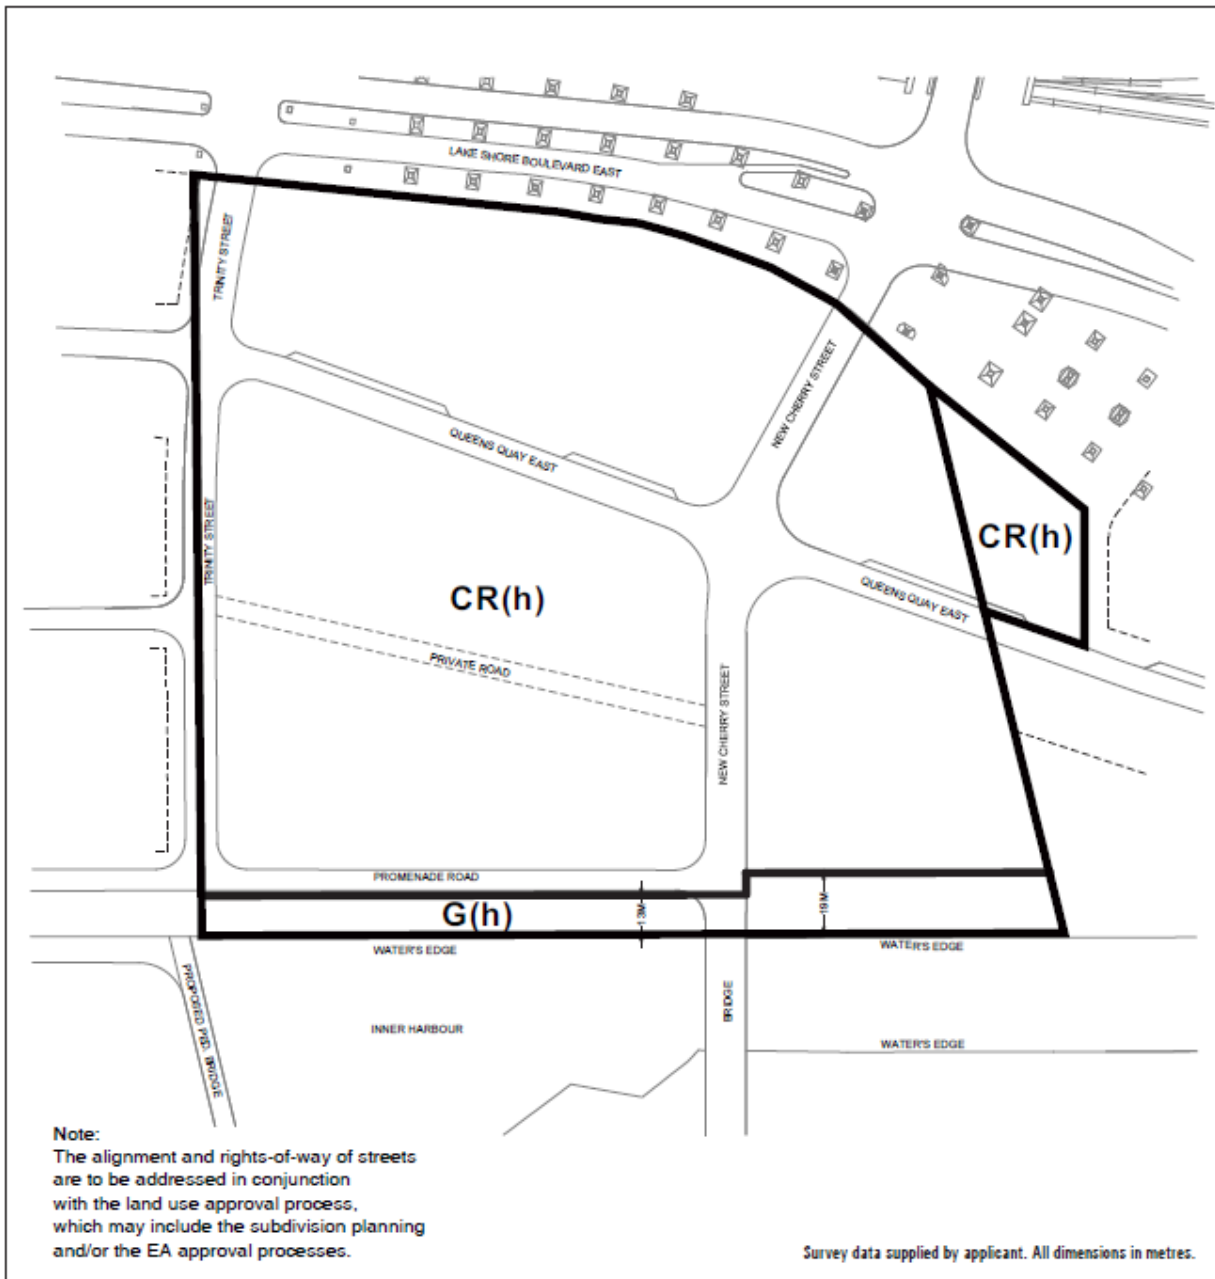 LAKE SHORE BOULEVARD EAST
TRINITY STREET
NEW CHERRY STREET
QUEENS QUAY EAST
CR(h)
TRINITY STREET
QUEENS QUAY EAST
CR(h)
PRIVATE ROAD
NEW CHERRY STREET
PROMENADE ROAD
G(h)
13M
19M
WATER'S EDGE
WATER'S EDGE
PROPOSED PED. BRIDGE
BRIDGE
INNER HARBOUR
WATER'S EDGE
Note:
The alignment and rights-of-way of streets
are to be addressed in conjunction
with the land use approval process,
which may include the subdivision planning
and/or the EA approval processes.
Survey data supplied by applicant. All dimensions in metres.